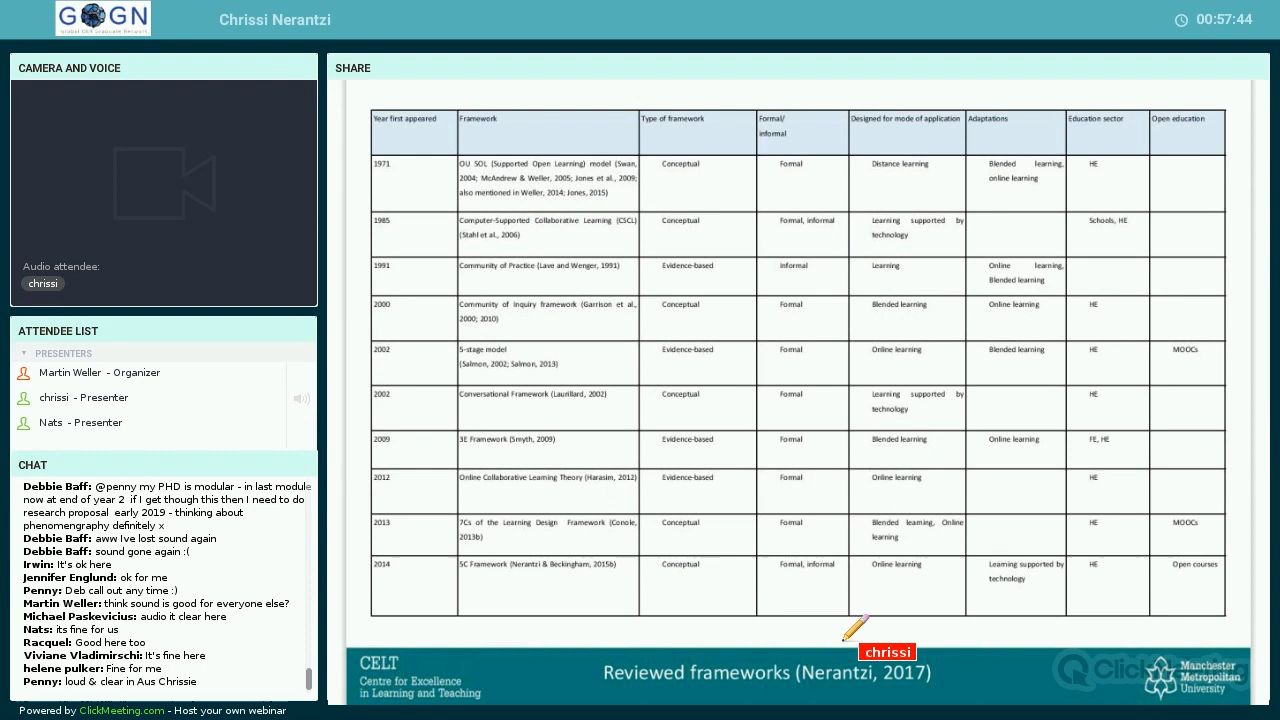 GOGN
Global OER Graduate Network
Chrissi Nerantzi
00:57:44
CAMERA AND VOICE
Audio attendee:
chrissi
ATTENDEE LIST
PRESENTERS
Martin Weller - Organizer
chrissi - Presenter
Nats - Presenter
CHAT
Debbie Baff: @penny my PHD is modular - in last module
now at end of year 2 if I get though this then I need to do
research proposal early 2019 - thinking about
phenomengraphy definitely x
Debbie Baff: aww Ive lost sound again
Debbie Baff: sound gone again :(
Irwin: It's ok here
Jennifer Englund: ok for me
Penny: Deb call out any time :)
Martin Weller: think sound is good for everyone else?
Michael Paskevicius: audio it clear here
Nats: its fine for us
Racquel: Good here too
Viviane Vladimirschi: It's fine here
helene pulker: Fine for me
Penny: loud & clear in Aus Chrissie
Powered by ClickMeeting.com - Host your own webinar
SHARE
Year first appeared Framework Type of framework Formal/ Designed for mode of application Adaptations Education sector Open education
informal
1971 OU SOL (Supported Open Learning) model (Swan, Conceptual Formal Distance learning Blended learning, HE
2004; McAndrew & Weller, 2005; Jones et al., 2009; online learning
also mentioned in Weller, 2014; Jones, 2015)
1985 Computer-Supported Collaborative Learning (CSCL) Conceptual Formal, informal Learning supported by Schools, HE
(Stahl et al., 2006) technology
1991 Community of Practice (Lave and Wenger, 1991) Evidence-based Informal Learning Online learning,
Blended learning
2000 Community of Inquiry framework (Garrison et al., Conceptual Formal Blended learning Online learning HE
2000; 2010)
2002 5-stage model Evidence-based Formal Online learning Blended learning HE MOOCs
(Salmon, 2002; Salmon, 2013)
2002 Conversational Framework (Laurillard, 2002) Conceptual Formal Learning supported by HE
technology
2009 3E Framework (Smyth, 2009) Evidence-based Formal Blended learning Online learning FE, HE
2012 Online Collaborative Learning Theory (Harasim, 2012) Evidence-based Formal Online learning HE
2013 7Cs of the Learning Design Framework (Conole, Conceptual Formal Blended learning, Online HE MOOCs
2013b) learning
2014 5C Framework (Nerantzi & Beckingham, 2015b) Conceptual Formal, informal Online learning Learning supported by HE Open courses
technology
chrissi
CELT
Centre for Excellence
in Learning and Teaching
Reviewed frameworks (Nerantzi, 2017)
ClickMeeting
Manchester
Metropolitan
University